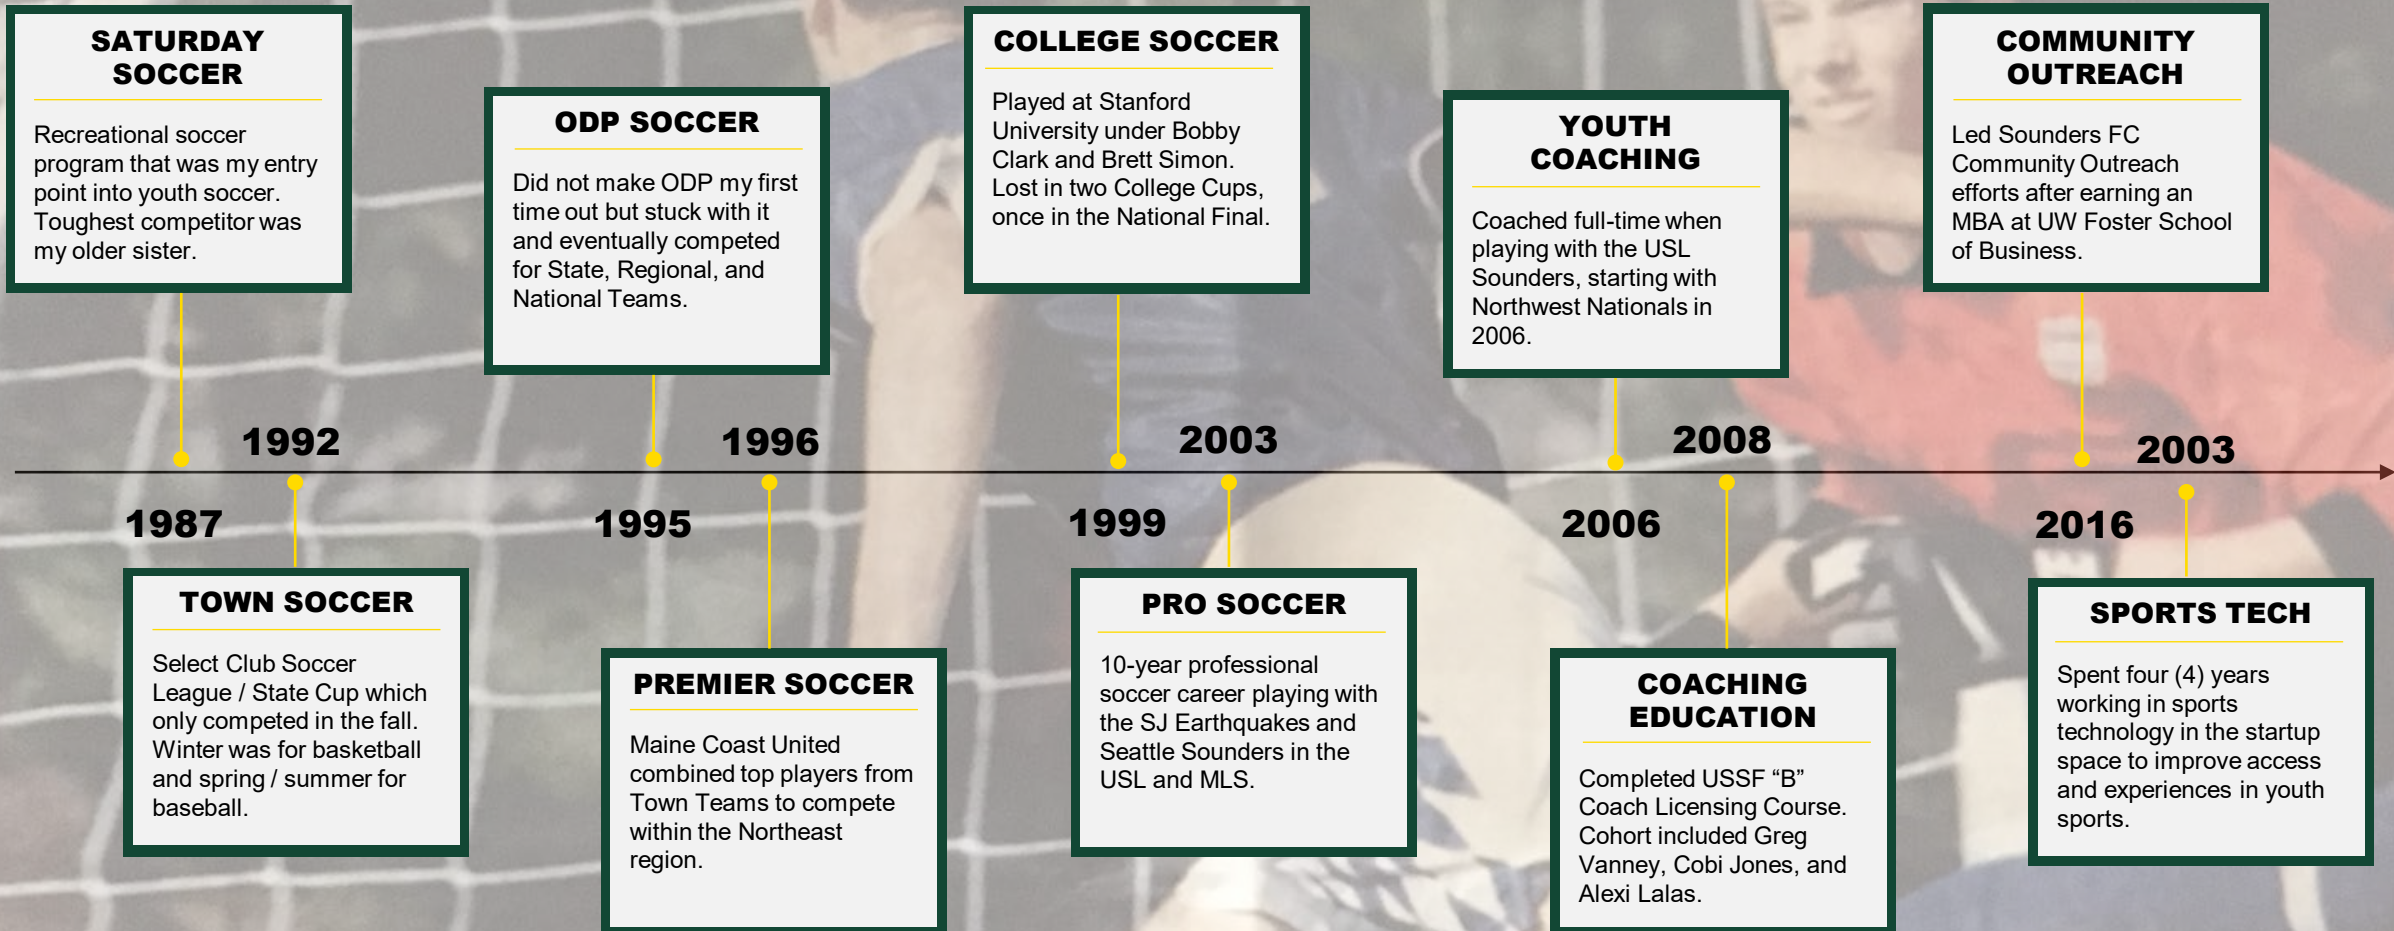 SATURDAY
SOCCER
Recreational soccer
program that was my entry
point into youth soccer.
Toughest competitor was
my older sister.
ODP SOCCER
Did not make ODP my first
time out but stuck with it
and eventually competed
for State, Regional, and
National Teams.
COLLEGE SOCCER
Played at Stanford
University under Bobby
Clark and Brett Simon.
Lost in two College Cups,
once in the National Final.
YOUTH
COACHING
Coached full-time when
playing with the USL
Sounders, starting with
Northwest Nationals in
2006.
COMMUNITY
OUTREACH
Led Sounders FC
Community Outreach
efforts after earning an
MBA at UW Foster School
of Business.
1992
1996
2003
2008
2003
1987
1995
1999
2006
2016
TOWN SOCCER
Select Club Soccer
League / State Cup which
only competed in the fall.
Winter was for basketball
and spring / summer for
baseball.
PREMIER SOCCER
Maine Coast United
combined top players from
Town Teams to compete
within the Northeast
region.
PRO SOCCER
10-year professional
soccer career playing with
the SJ Earthquakes and
Seattle Sounders in the
USL and MLS.
COACHING
EDUCATION
Completed USSF “B”
Coach Licensing Course.
Cohort included Greg
Vanney, Cobi Jones, and
Alexi Lalas.
SPORTS TECH
Spent four (4) years
working in sports
technology in the startup
space to improve access
and experiences in youth
sports.